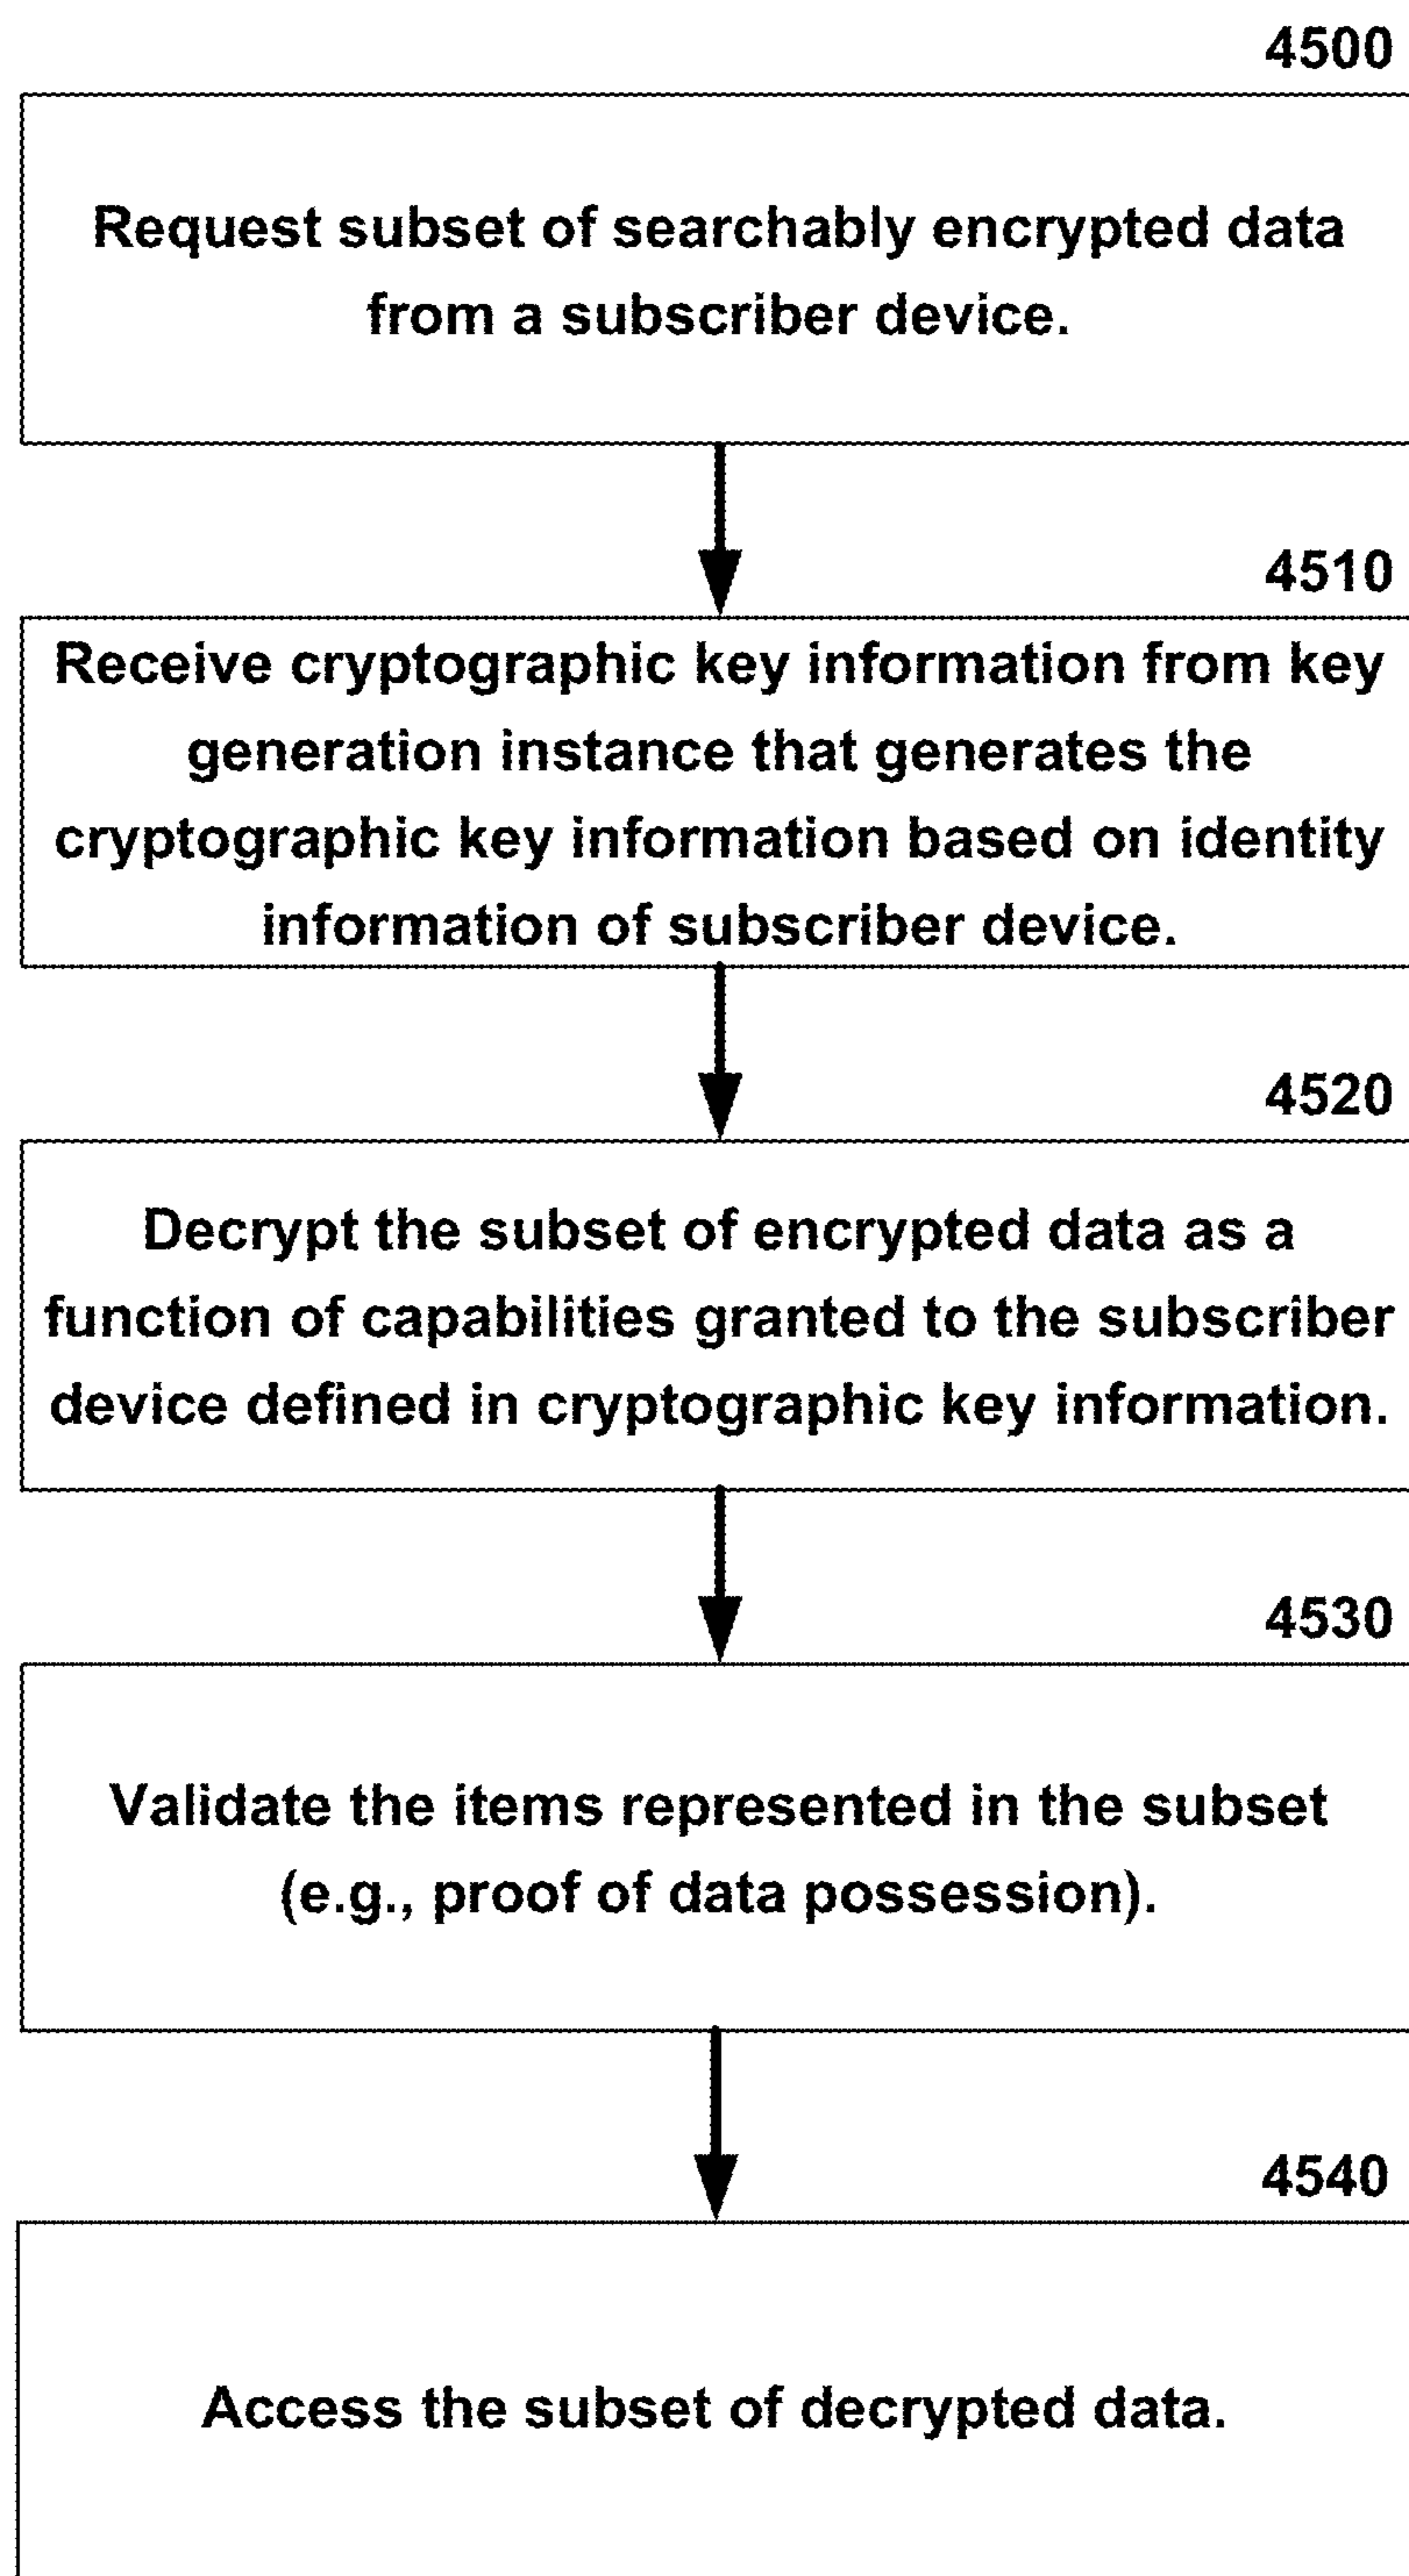 4500
Request subset of searchably encrypted data
from a subscriber device.
4510
Receive cryptographic key information from key
generation instance that generates the
cryptographic key information based on identity
information of subscriber device.
4520
Decrypt the subset of encrypted data as a
function of capabilities granted to the subscriber
device defined in cryptographic key information.
4530
Validate the items represented in the subset
(e.g., proof of data possession).
4540
Access the subset of decrypted data.